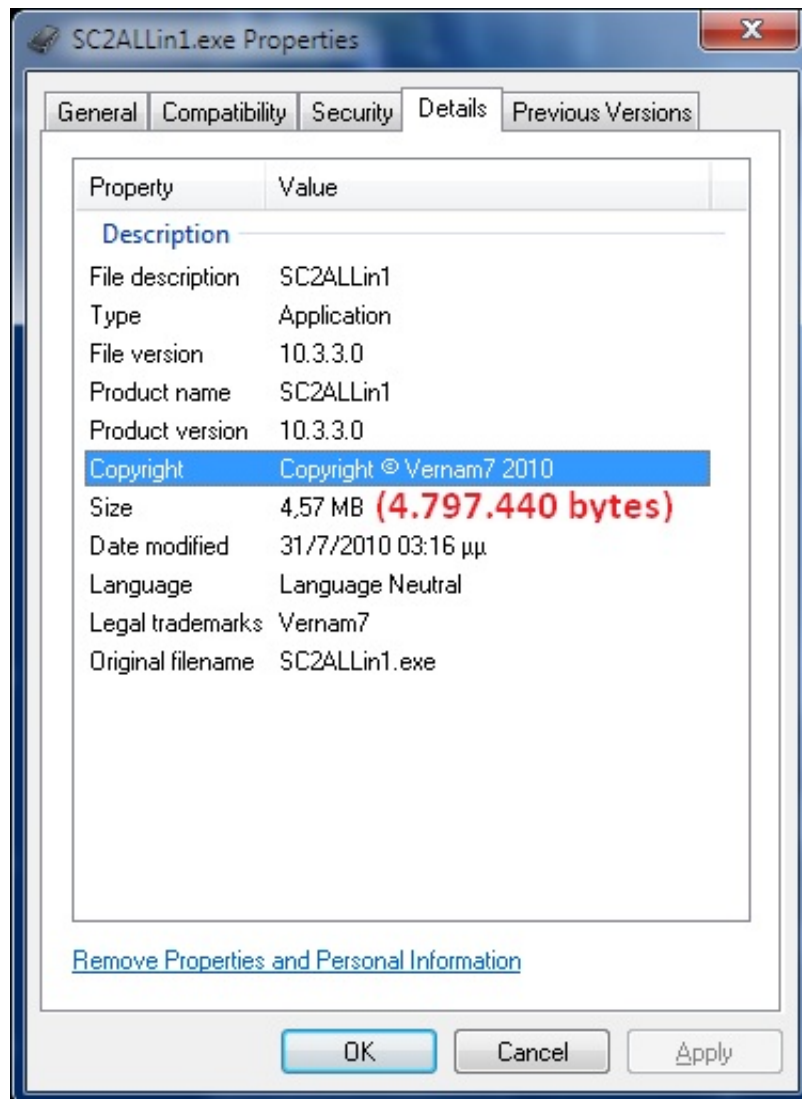 SC2ALLin1.exe Properties
General Compatibility Security Details Previous Versions
Property Value
Description
File description SC2ALLin1
Type Application
File version 10.3.3.0
Product name SC2ALLin1
Product version 10.3.3.0
Copyright Copyright © Vernam7 2010
Size 4,57 MB (4.797.440 bytes)
Date modified 31/7/2010 03:16 μμ
Language Language Neutral
Legal trademarks Vernam7
Original filename SC2ALLin1.exe
Remove Properties and Personal Information
OK Cancel Apply